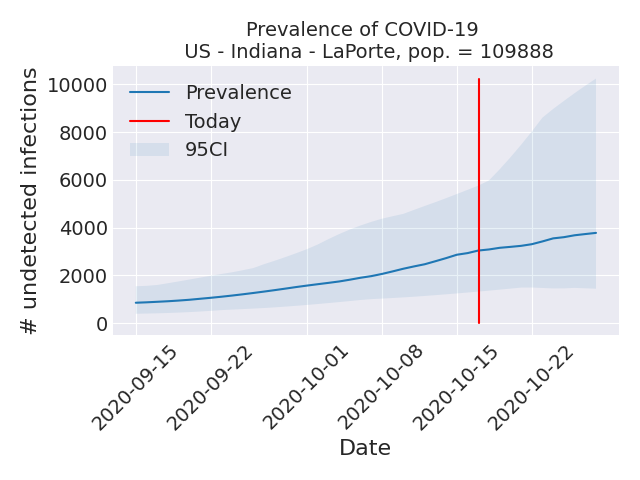 Prevalence of COVID-19
US - Indiana - LaPorte, pop. = 109888
# undetected infections
10000
8000
6000
4000
2000
0
Prevalence
Today
95CI
2020-09-15
2020-09-22
2020-10-01
2020-10-08
2020-10-15
2020-10-22
Date